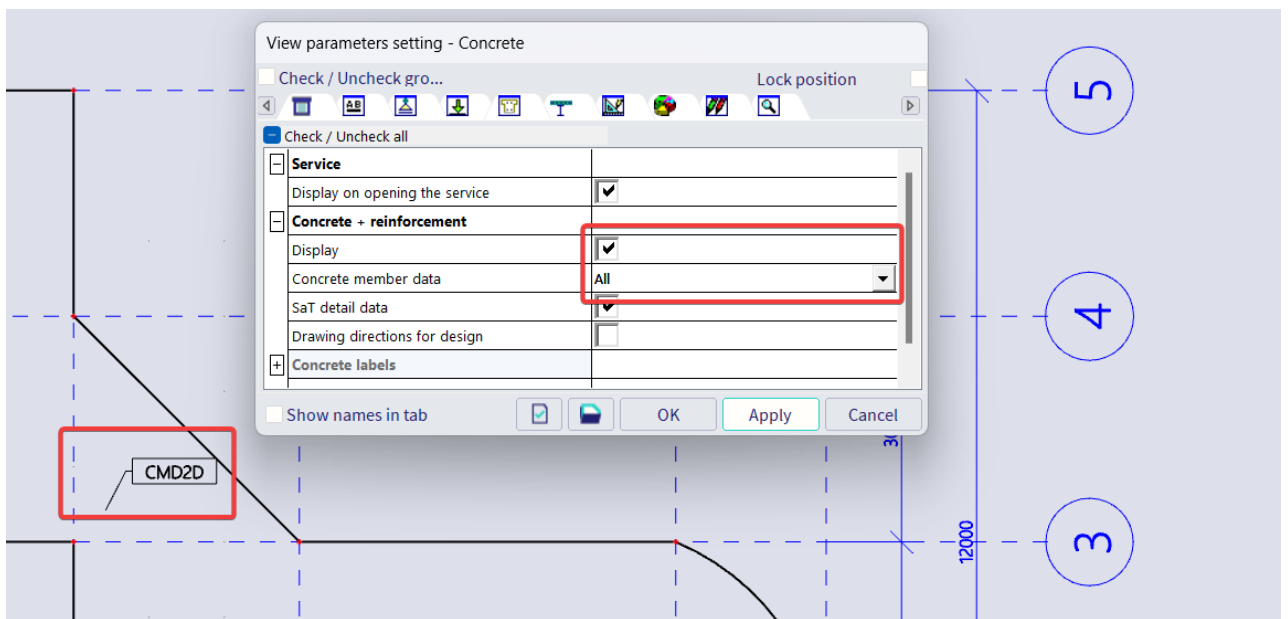 View parameters setting - Concrete
Check / Uncheck gro...
Lock position
Check / Uncheck all
Service
Display on opening the service
Concrete + reinforcement
Display
Concrete member data
All
SaT detail data
Drawing directions for design
Concrete labels
Show names in tab
OK
Apply
Cancel
CMD2D
5
4
3
12000